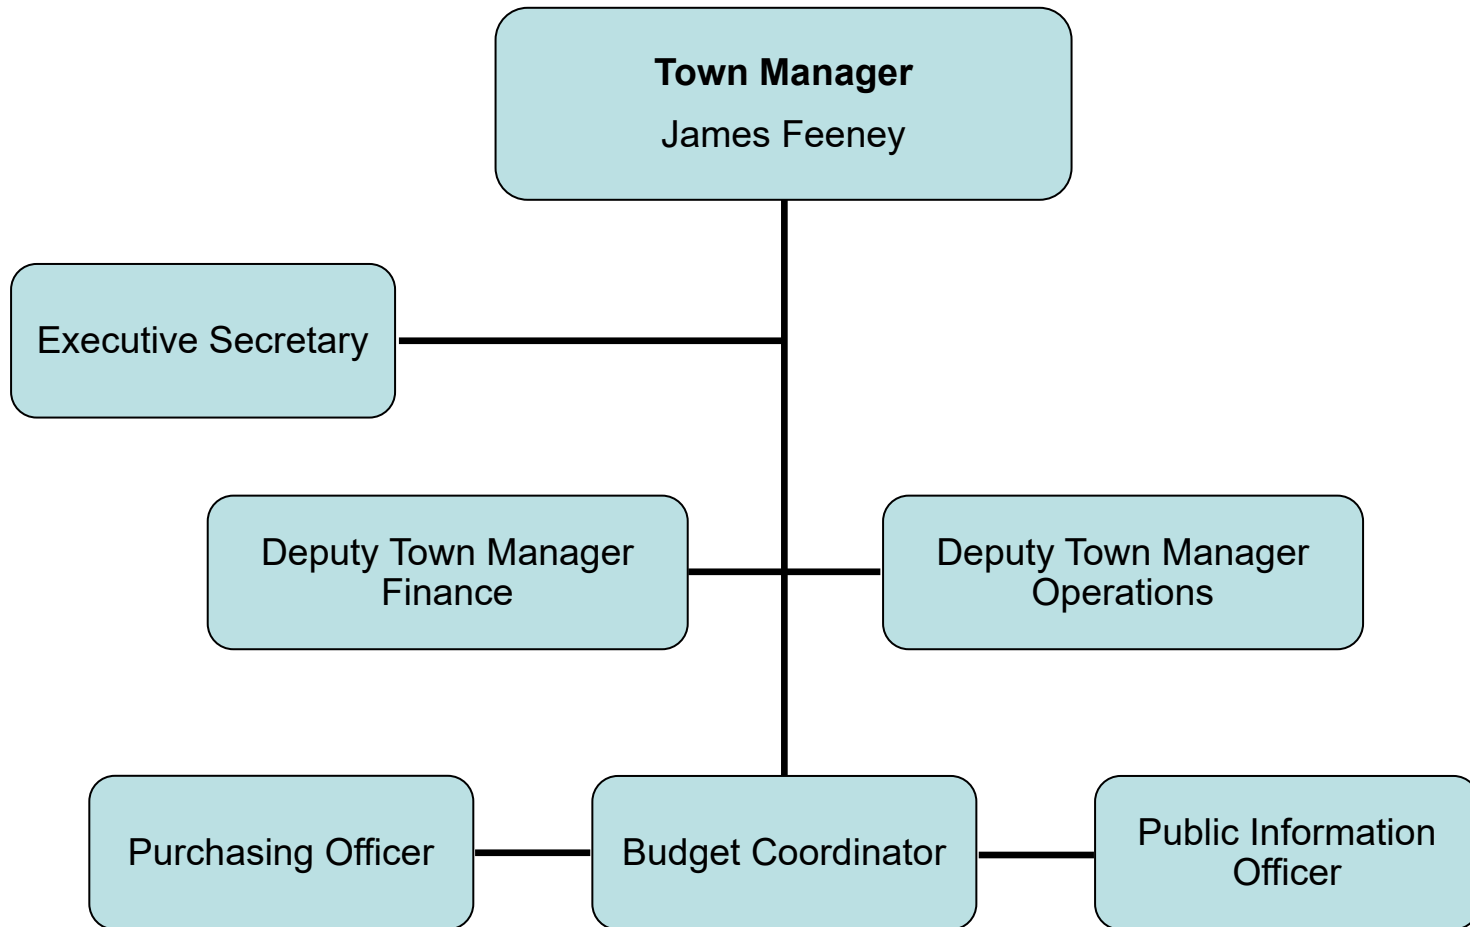 Town Manager
James Feeney
Executive Secretary
Deputy Town Manager
Finance
Deputy Town Manager
Operations
Purchasing Officer
Budget Coordinator
Public Information
Officer